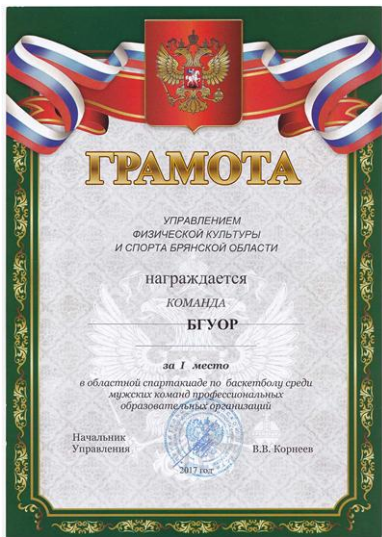 ГРАМОТА
УПРАВЛЕНИЕМ
ФИЗИЧЕСКОЙ КУЛЬТУРЫ
И СПОРТА БРЯНСКОЙ ОБЛАСТИ
награждается
КОМАНДА
БГУОР
за I место
в областной спартакиаде по баскетболу среди
мужских команд профессиональных
образовательных организаций
Начальник
Управления В.В. Корнеев
2017 год